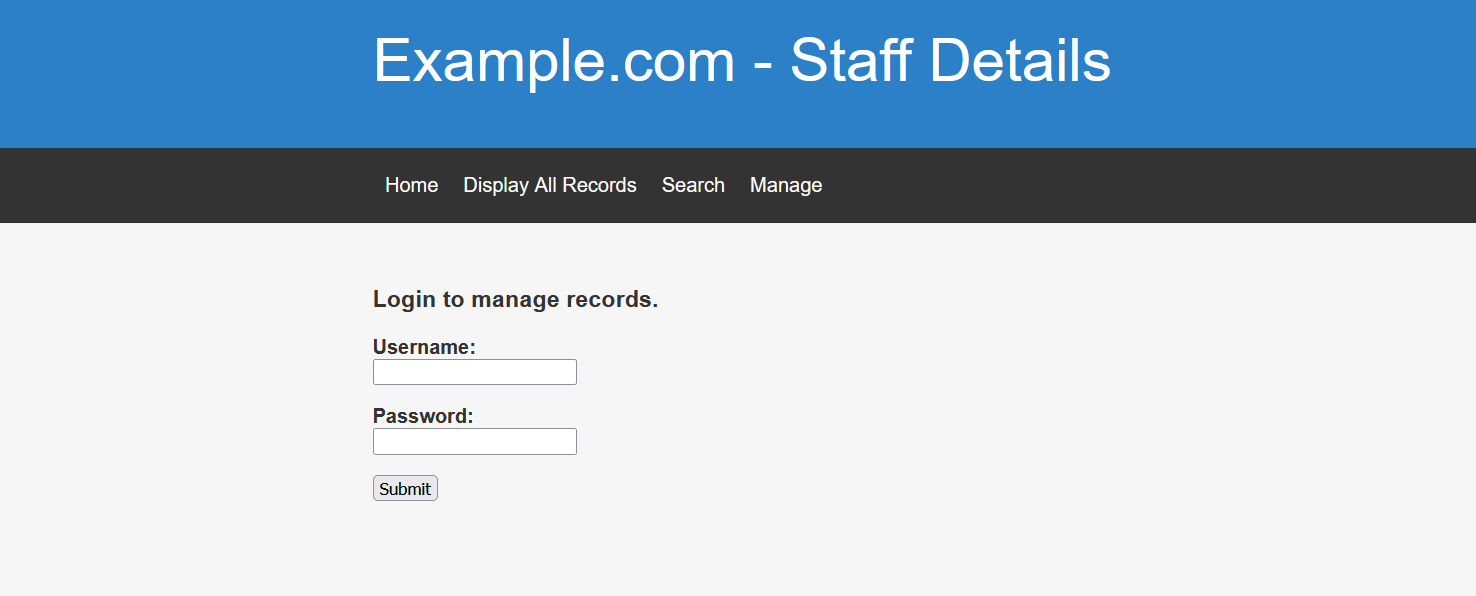 Example.com - Staff Details
Home Display All Records Search Manage
Login to manage records.
Username:
Password:
Submit